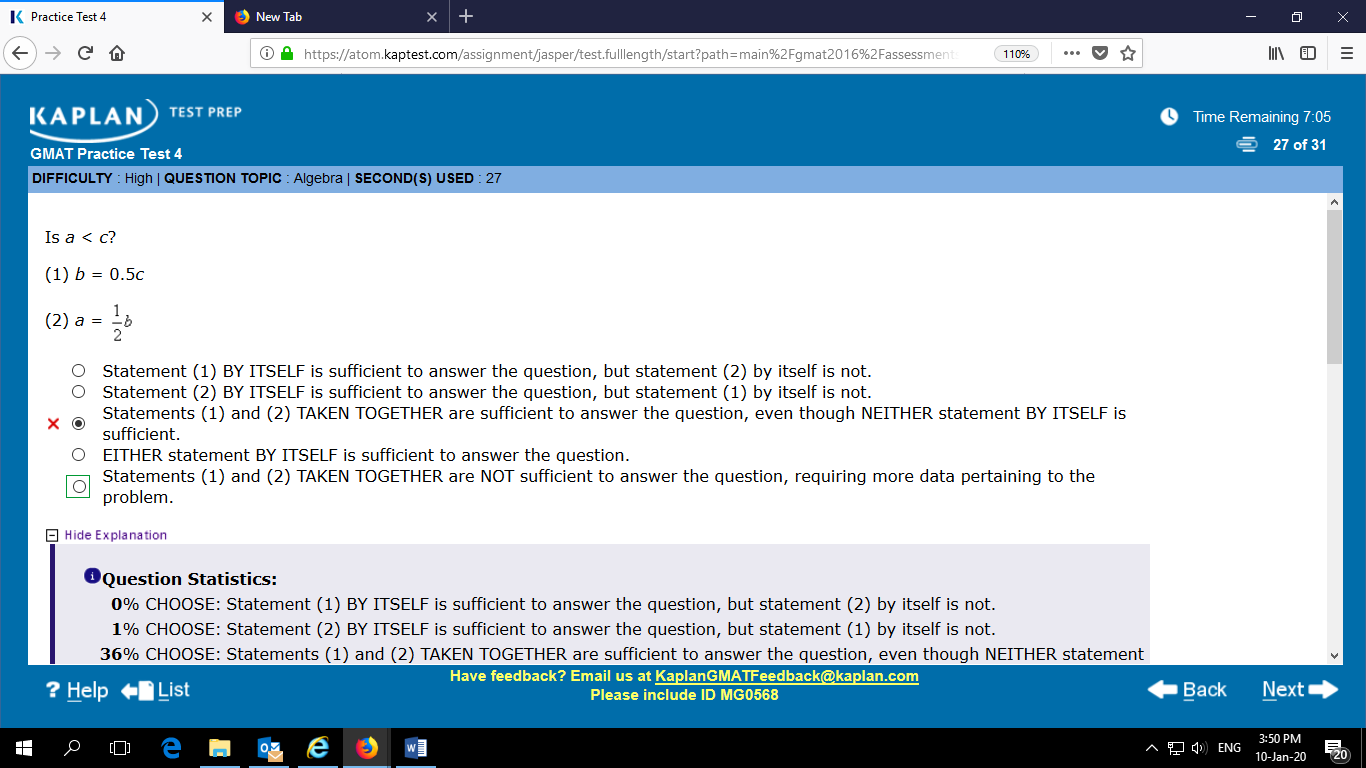 Practice Test 4
New Tab
https://atom.kaptest.com/assignment/jasper/test.fulllength/start?path=main%2Fgmat2016%2Fassessment
110%
KAPLAN TEST PREP
Time Remaining 7:05
GMAT Practice Test 4
27 of 31
DIFFICULTY : High | QUESTION TOPIC : Algebra | SECOND(S) USED : 27
Is a < c?
(1) b = 0.5c
(2) a = 1/2 b
Statement (1) BY ITSELF is sufficient to answer the question, but statement (2) by itself is not.
Statement (2) BY ITSELF is sufficient to answer the question, but statement (1) by itself is not.
Statements (1) and (2) TAKEN TOGETHER are sufficient to answer the question, even though NEITHER statement BY ITSELF is
sufficient.
EITHER statement BY ITSELF is sufficient to answer the question.
Statements (1) and (2) TAKEN TOGETHER are NOT sufficient to answer the question, requiring more data pertaining to the
problem.
Hide Explanation
Question Statistics:
0% CHOOSE: Statement (1) BY ITSELF is sufficient to answer the question, but statement (2) by itself is not.
1% CHOOSE: Statement (2) BY ITSELF is sufficient to answer the question, but statement (1) by itself is not.
36% CHOOSE: Statements (1) and (2) TAKEN TOGETHER are sufficient to answer the question, even though NEITHER statement
Have feedback? Email us at KaplanGMATFeedback@kaplan.com
Please include ID MG0568
? Help
List
Back
Next
ENG
3:50 PM
10-Jan-20
20